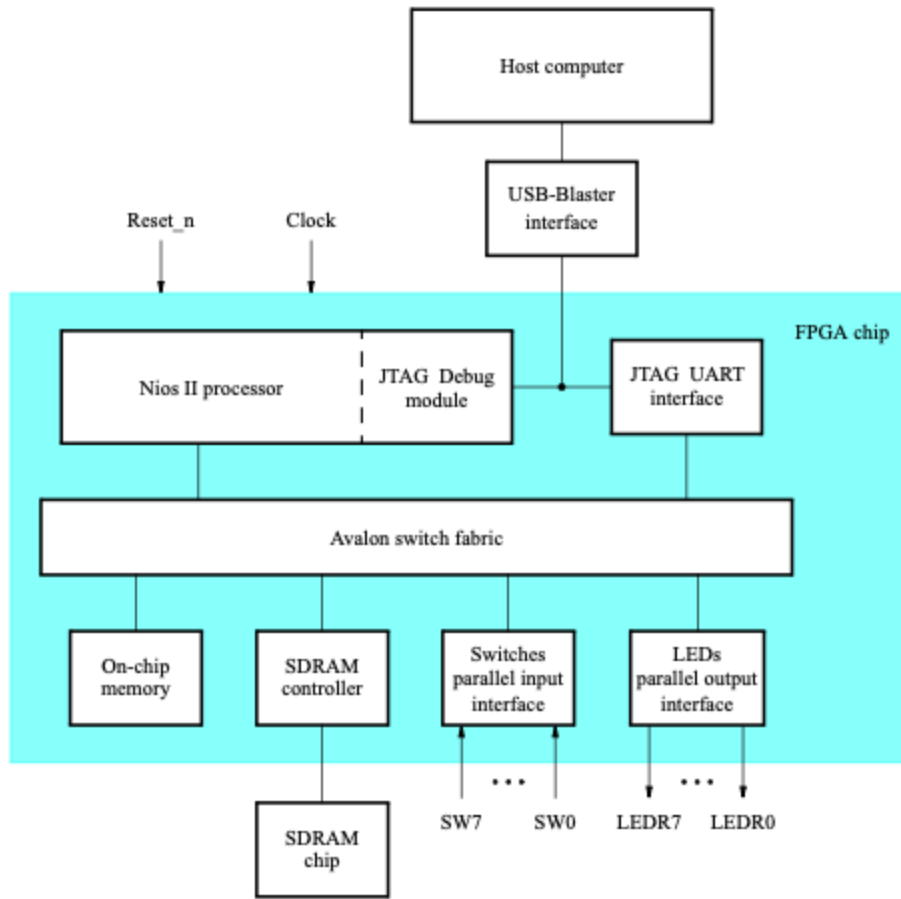 Host computer
USB-Blaster
interface
Reset_n
Clock
FPGA chip
Nios II processor
JTAG Debug
module
JTAG UART
interface
Avalon switch fabric
On-chip
memory
SDRAM
controller
Switches
parallel input
interface
LEDs
parallel output
interface
SW7
...
SW0
LEDR7
...
LEDR0
SDRAM
chip